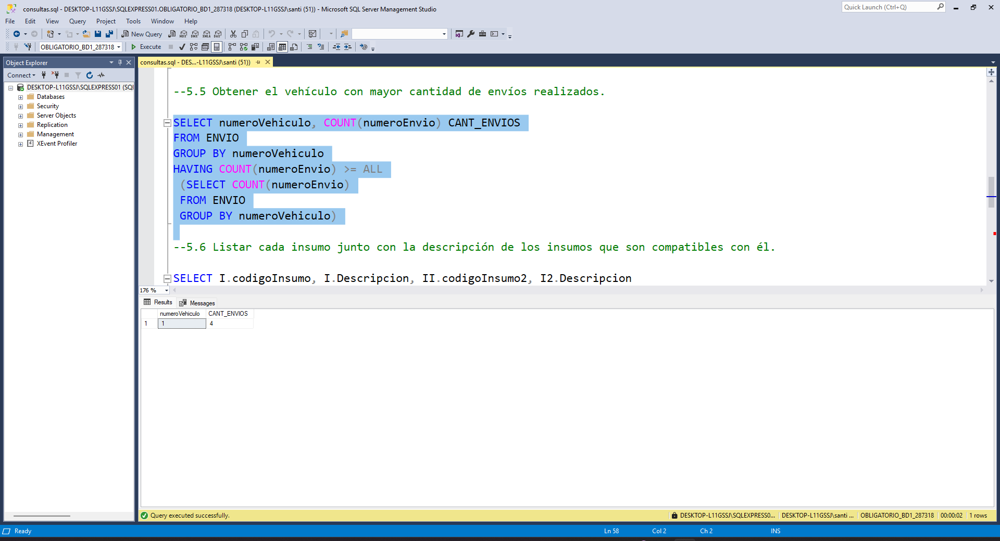 consultas.sql - DESKTOP-L11GSSJ\SQLEXPRESS01.OBLIGATORIO_BD1_287318 (DESKTOP-L11GSSJ\santi (51)) - Microsoft SQL Server Management Studio
Quick Launch (Ctrl+Q)
File Edit View Query Project Tools Window Help
New Query
MDX DMX XMLA DAX
OBLIGATORIO_BD1_287318
Execute
Object Explorer
consultas.sql - DES...-L11GSSJ\santi (51))
Connect
DESKTOP-L11GSSJ\SQLEXPRESS01 (SQ
Databases
Security
Server Objects
Replication
Management
XEvent Profiler
--5.5 Obtener el vehículo con mayor cantidad de envíos realizados.
SELECT numeroVehiculo, COUNT(numeroEnvio) CANT_ENVIOS
FROM ENVIO
GROUP BY numeroVehiculo
HAVING COUNT(numeroEnvio) >= ALL
(SELECT COUNT(numeroEnvio)
FROM ENVIO
GROUP BY numeroVehiculo)
--5.6 Listar cada insumo junto con la descripción de los insumos que son compatibles con él.
SELECT I.codigoInsumo, I.Descripcion, II.codigoInsumo2, I2.Descripcion
176 %
Results Messages
numeroVehiculo CANT_ENVIOS
1 1 4
Query executed successfully.
DESKTOP-L11GSSJ\SQLEXPRESS0... DESKTOP-L11GSSJ\santi ... OBLIGATORIO_BD1_287318 00:00:02 1 rows
Ready
Ln 58 Col 2 Ch 2 INS